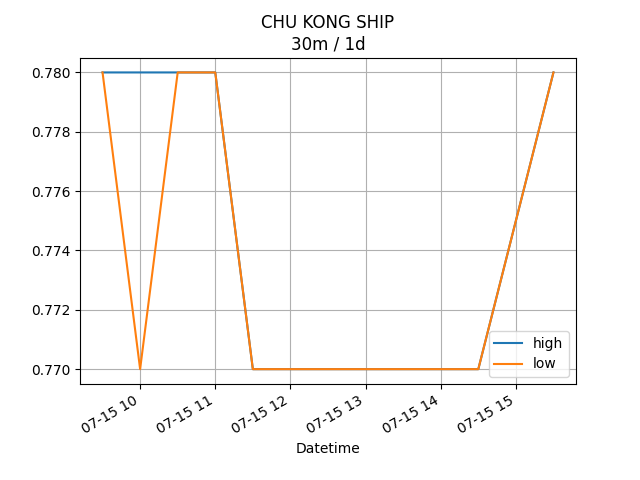 CHU KONG SHIP
30m / 1d
0.780
0.778
0.776
0.774
0.772
0.770
high
low
07-15 10
07-15 11
07-15 12
07-15 13
07-15 14
07-15 15
Datetime